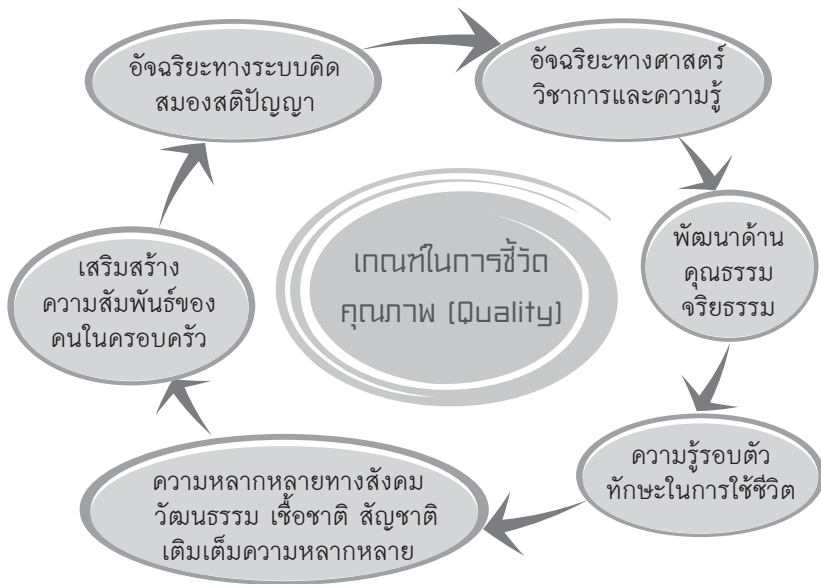 อัจฉริยะทางระบบคิด
สมองสติปัญญา
อัจฉริยะทางศาสตร์
วิชาการและความรู้
พัฒนาด้าน
คุณธรรม
จริยธรรม
ความรู้รอบตัว
ทักษะในการใช้ชีวิต
ความหลากหลายทางสังคม
วัฒนธรรม เชื้อชาติ สัญชาติ
เติมเต็มความหลากหลาย
เสริมสร้าง
ความสัมพันธ์ของ
คนในครอบครัว
เกณฑ์ในการชี้วัด
คุณภาพ (Quality)